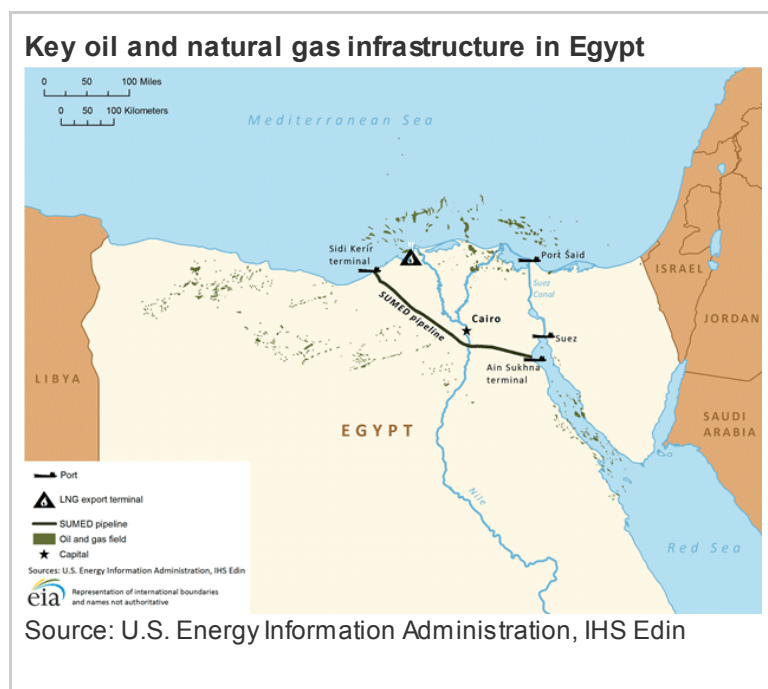 Key oil and natural gas infrastructure in Egypt
0 50 100 Miles
0 50 100 Kilometers
Mediterranean Sea
Sidi Kerir
terminal
Port Said
Suez
Canal
ISRAEL
SUMED pipeline
Cairo
JORDAN
Suez
Ain Sukhna
terminal
LIBYA
EGYPT
SAUDI
ARABIA
Nile
Red Sea
Port
LNG export terminal
SUMED pipeline
Oil and gas field
Capital
Sources: U.S. Energy Information Administration, IHS Edin
eia
Representation of international boundaries
and names not authoritative
Source: U.S. Energy Information Administration, IHS Edin